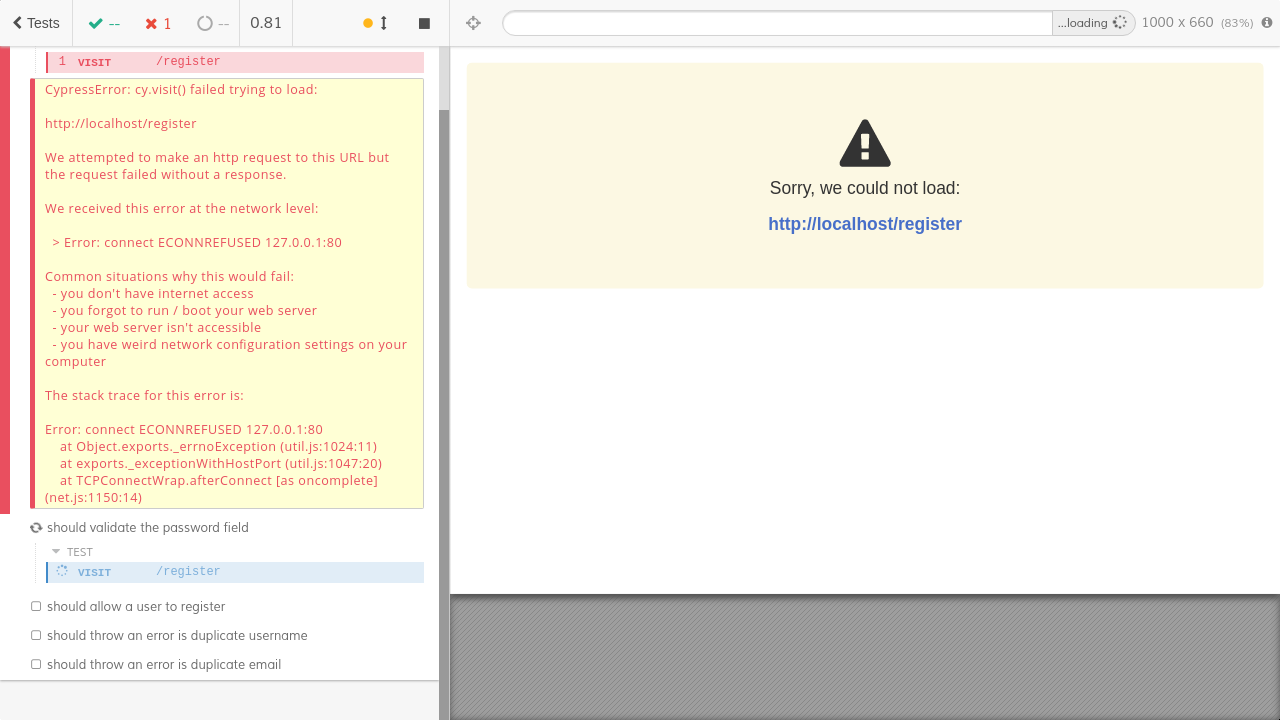 Tests
--
1
--
0.81
...loading
1000 x 660 (83%)
1 VISIT /register
CypressError: cy.visit() failed trying to load:
http://localhost/register
We attempted to make an http request to this URL but
the request failed without a response.
We received this error at the network level:
> Error: connect ECONNREFUSED 127.0.0.1:80
Common situations why this would fail:
- you don't have internet access
- you forgot to run / boot your web server
- your web server isn't accessible
- you have weird network configuration settings on your
computer
The stack trace for this error is:
Error: connect ECONNREFUSED 127.0.0.1:80
at Object.exports._errnoException (util.js:1024:11)
at exports._exceptionWithHostPort (util.js:1047:20)
at TCPConnectWrap.afterConnect [as oncomplete]
(net.js:1150:14)
should validate the password field
TEST
VISIT /register
should allow a user to register
should throw an error is duplicate username
should throw an error is duplicate email
Sorry, we could not load:
http://localhost/register